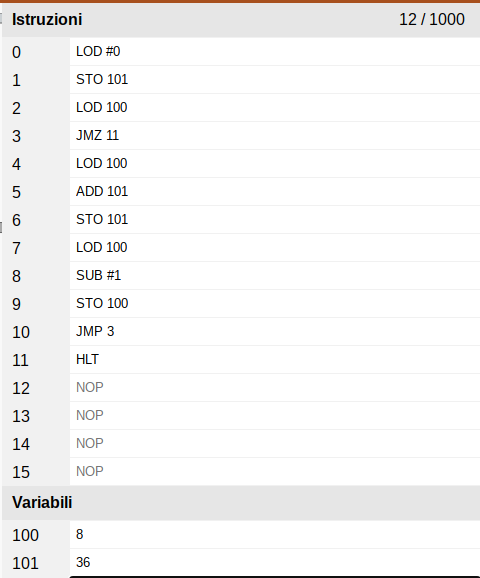 Istruzioni 12 / 1000
0 LOD #0
1 STO 101
2 LOD 100
3 JMZ 11
4 LOD 100
5 ADD 101
6 STO 101
7 LOD 100
8 SUB #1
9 STO 100
10 JMP 3
11 HLT
12 NOP
13 NOP
14 NOP
15 NOP
Variabili
100 8
101 36